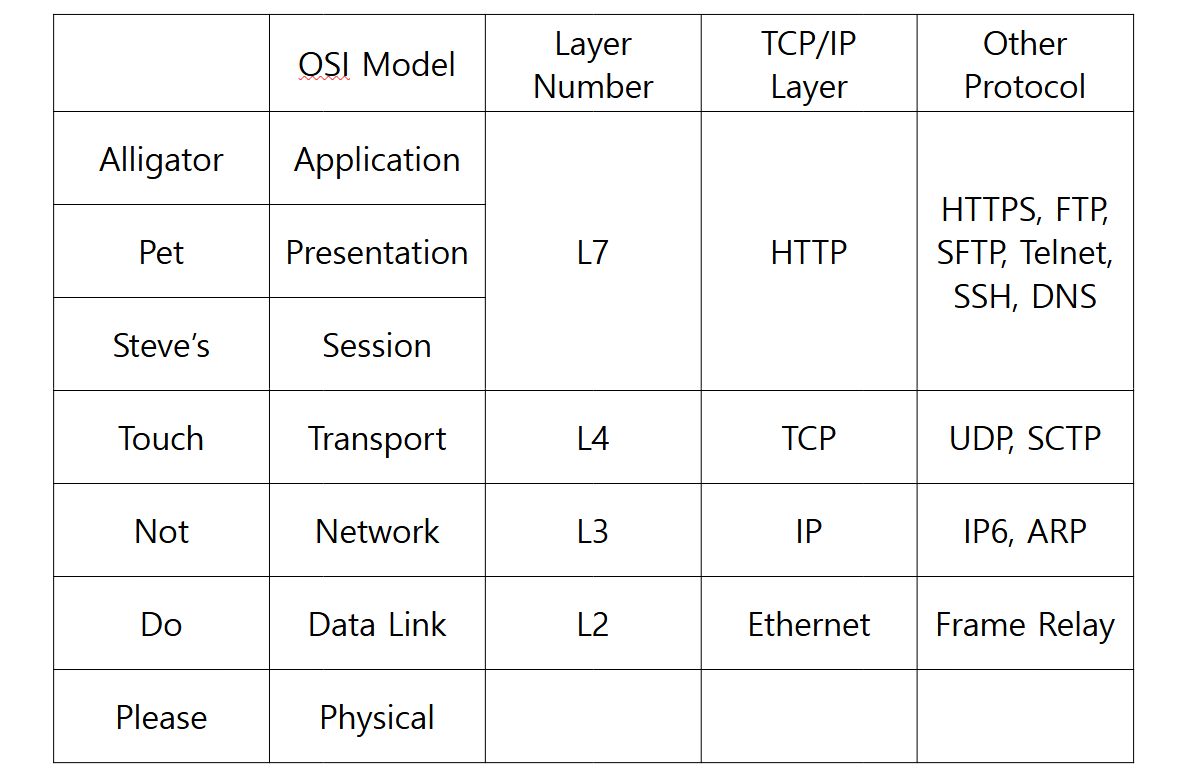 OSI Model
Layer
Number
TCP/IP
Layer
Other
Protocol
Alligator
Application
Pet
Presentation
Steve’s
Session
L7
HTTP
HTTPS, FTP,
SFTP, Telnet,
SSH, DNS
Touch
Transport
L4
TCP
UDP, SCTP
Not
Network
L3
IP
IP6, ARP
Do
Data Link
L2
Ethernet
Frame Relay
Please
Physical